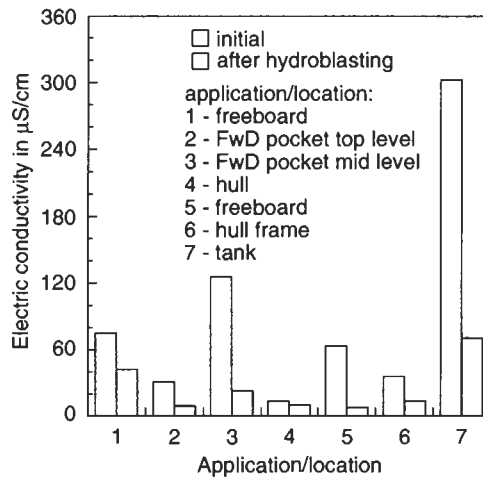 Electric conductivity in µS/cm
360
300
240
180
120
60
0
initial
after hydroblasting
application/location:
1 - freeboard
2 - FwD pocket top level
3 - FwD pocket mid level
4 - hull
5 - freeboard
6 - hull frame
7 - tank
1 2 3 4 5 6 7
Application/location